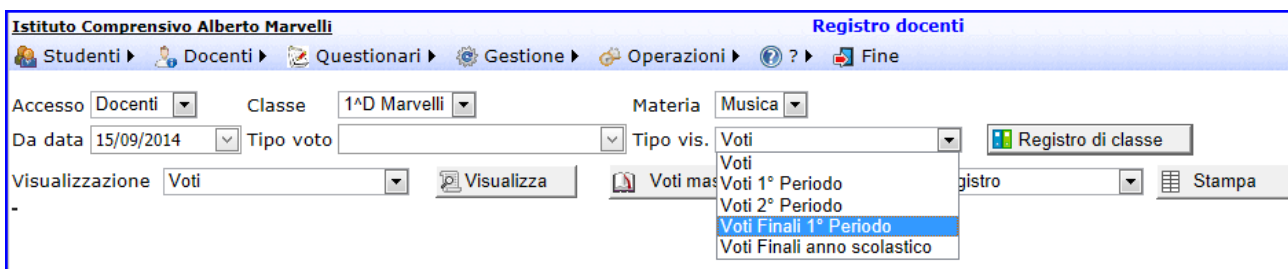 Istituto Comprensivo Alberto Marvelli Registro docenti
Studenti Docenti Questionari Gestione Operazioni ? Fine
Accesso Docenti Classe 1^D Marvelli Materia Musica
Da data 15/09/2014 Tipo voto Tipo vis. Voti Registro di classe
Voti
Visualizzazione Voti Visualizza Voti mas gistro Stampa
Voti 1° Periodo
Voti 2° Periodo
Voti Finali 1° Periodo
Voti Finali anno scolastico
-